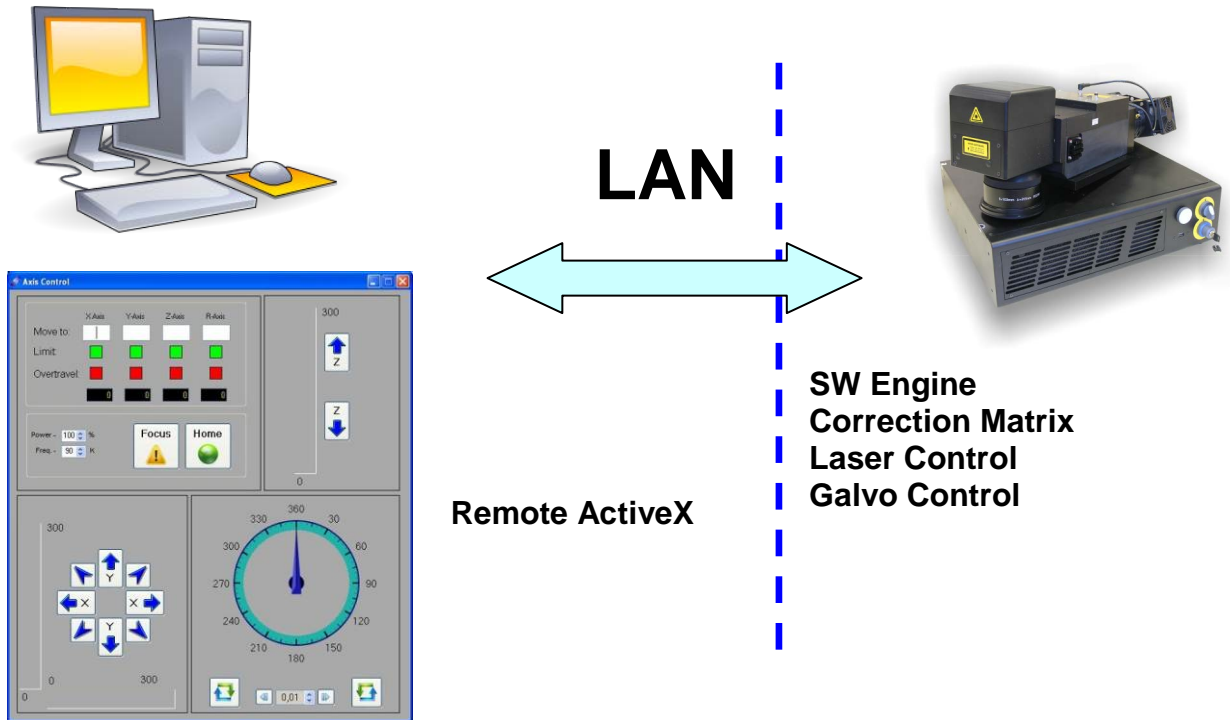 LAN
Axis Control
X-Axis Y-Axis Z-Axis R-Axis
Move to:
Limit:
Overtravel:
0 0 0 0
Power - 100 %
Freq. - 90 K
Focus
Home
300
Z
Z
0
300
Y
X X
Y
0
0 300
360
330 30
300 60
270 90
240 120
210 150
180
0,01
Remote ActiveX
SW Engine
Correction Matrix
Laser Control
Galvo Control